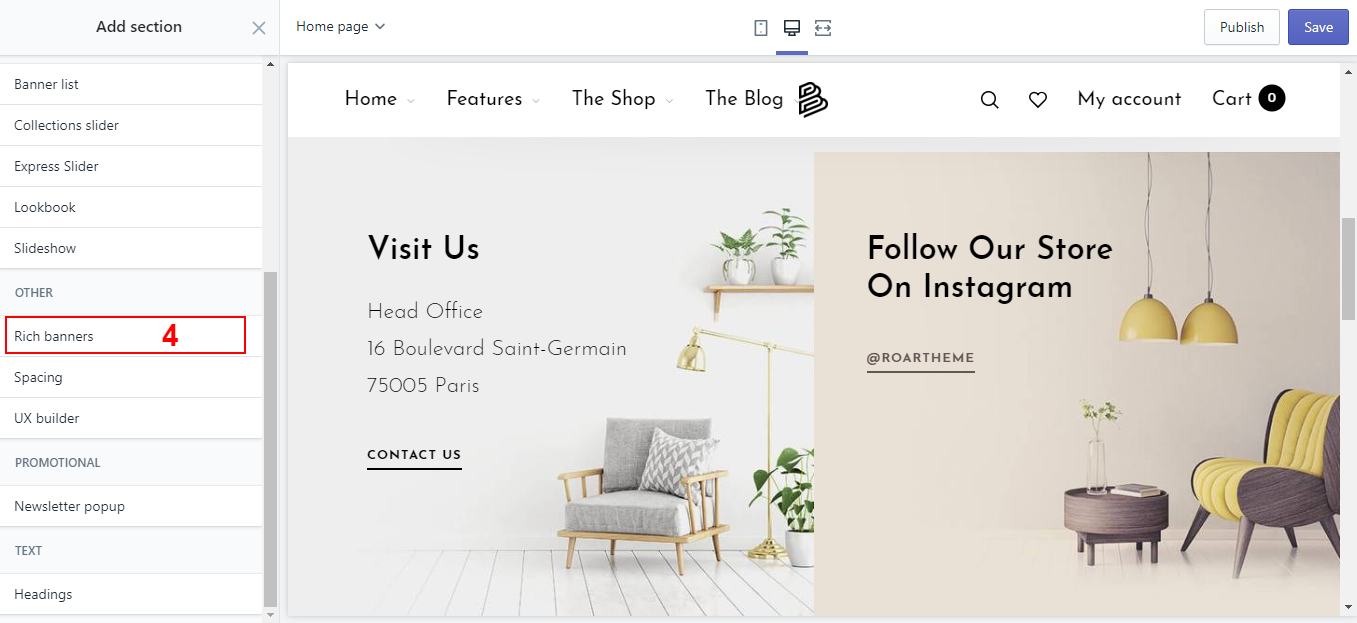 Add section
Home page
Publish
Save
Banner list
Collections slider
Express Slider
Lookbook
Slideshow
OTHER
Rich banners 4
Spacing
UX builder
PROMOTIONAL
Newsletter popup
TEXT
Headings
Home Features The Shop The Blog My account Cart 0
Visit Us
Head Office
16 Boulevard Saint-Germain
75005 Paris
CONTACT US
Follow Our Store
On Instagram
@ROARTHEME